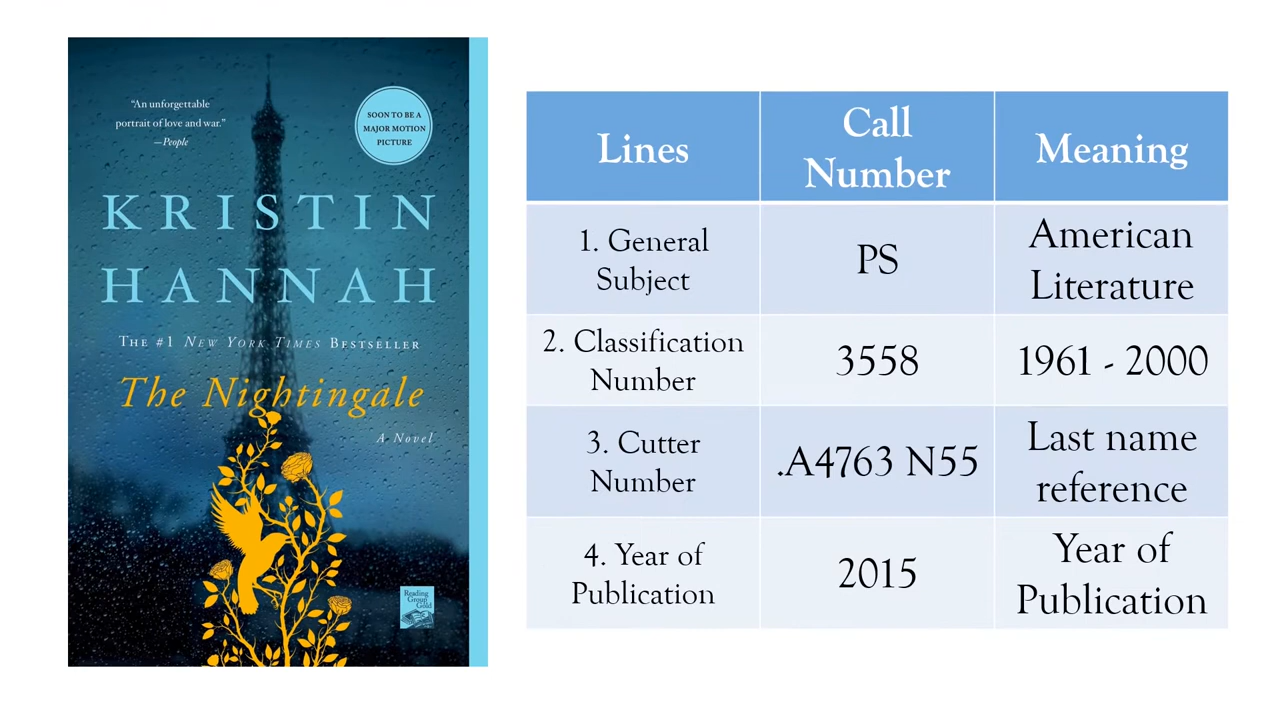 “An unforgettable
portrait of love and war.”
—People
SOON TO BE A
MAJOR MOTION
PICTURE
KRISTIN
HANNAH
THE #1 NEW YORK TIMES BESTSELLER
The Nightingale
A Novel
Reading
Group
Gold
Lines
Call
Number
Meaning
1. General
Subject
PS
American
Literature
2. Classification
Number
3558
1961 - 2000
3. Cutter
Number
.A4763 N55
Last name
reference
4. Year of
Publication
2015
Year of
Publication